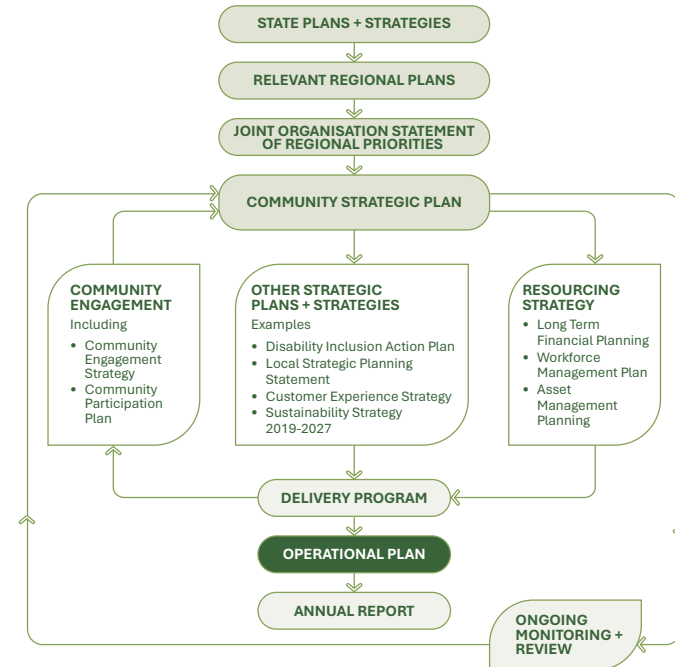 STATE PLANS + STRATEGIES
RELEVANT REGIONAL PLANS
JOINT ORGANISATION STATEMENT
OF REGIONAL PRIORITIES
COMMUNITY STRATEGIC PLAN
COMMUNITY
ENGAGEMENT
Including
• Community
Engagement
Strategy
• Community
Participation
Plan
OTHER STRATEGIC
PLANS + STRATEGIES
Examples
• Disability Inclusion Action Plan
• Local Strategic Planning
Statement
• Customer Experience Strategy
• Sustainability Strategy
2019-2027
RESOURCING
STRATEGY
• Long Term
Financial Planning
• Workforce
Management Plan
• Asset
Management
Planning
DELIVERY PROGRAM
OPERATIONAL PLAN
ANNUAL REPORT
ONGOING
MONITORING +
REVIEW